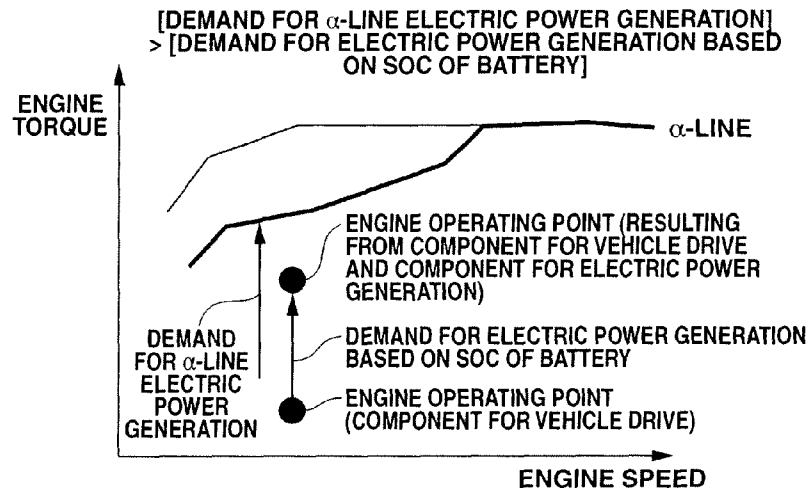 [DEMAND FOR α-LINE ELECTRIC POWER GENERATION]
> [DEMAND FOR ELECTRIC POWER GENERATION BASED
ON SOC OF BATTERY]
ENGINE
TORQUE
α-LINE
ENGINE OPERATING POINT (RESULTING
FROM COMPONENT FOR VEHICLE DRIVE
AND COMPONENT FOR ELECTRIC POWER
GENERATION)
DEMAND
FOR α-LINE
ELECTRIC
POWER
GENERATION
DEMAND FOR ELECTRIC POWER GENERATION
BASED ON SOC OF BATTERY
ENGINE OPERATING POINT
(COMPONENT FOR VEHICLE DRIVE)
ENGINE SPEED